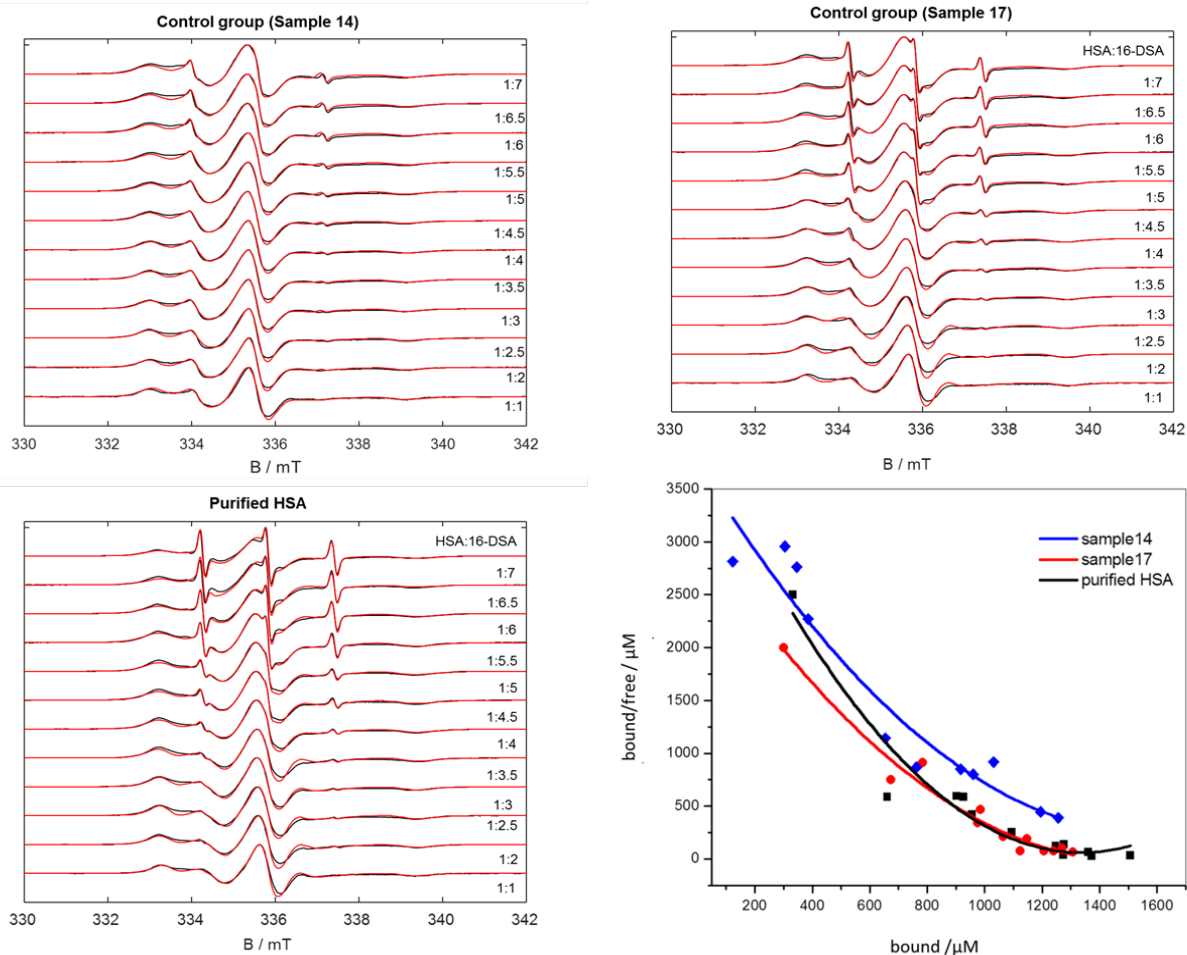 Control group (Sample 14)
1:7
1:6.5
1:6
1:5.5
1:5
1:4.5
1:4
1:3.5
1:3
1:2.5
1:2
1:1
330 332 334 336 338 340 342
B / mT
Control group (Sample 17)
HSA:16-DSA
1:7
1:6.5
1:6
1:5.5
1:5
1:4.5
1:4
1:3.5
1:3
1:2.5
1:2
1:1
330 332 334 336 338 340 342
B / mT
Purified HSA
HSA:16-DSA
1:7
1:6.5
1:6
1:5.5
1:5
1:4.5
1:4
1:3.5
1:3
1:2.5
1:2
1:1
330 332 334 336 338 340 342
B / mT
3500
3000
2500
2000
1500
1000
500
0
bound/free / µM
sample14
sample17
purified HSA
200 400 600 800 1000 1200 1400 1600
bound /µM